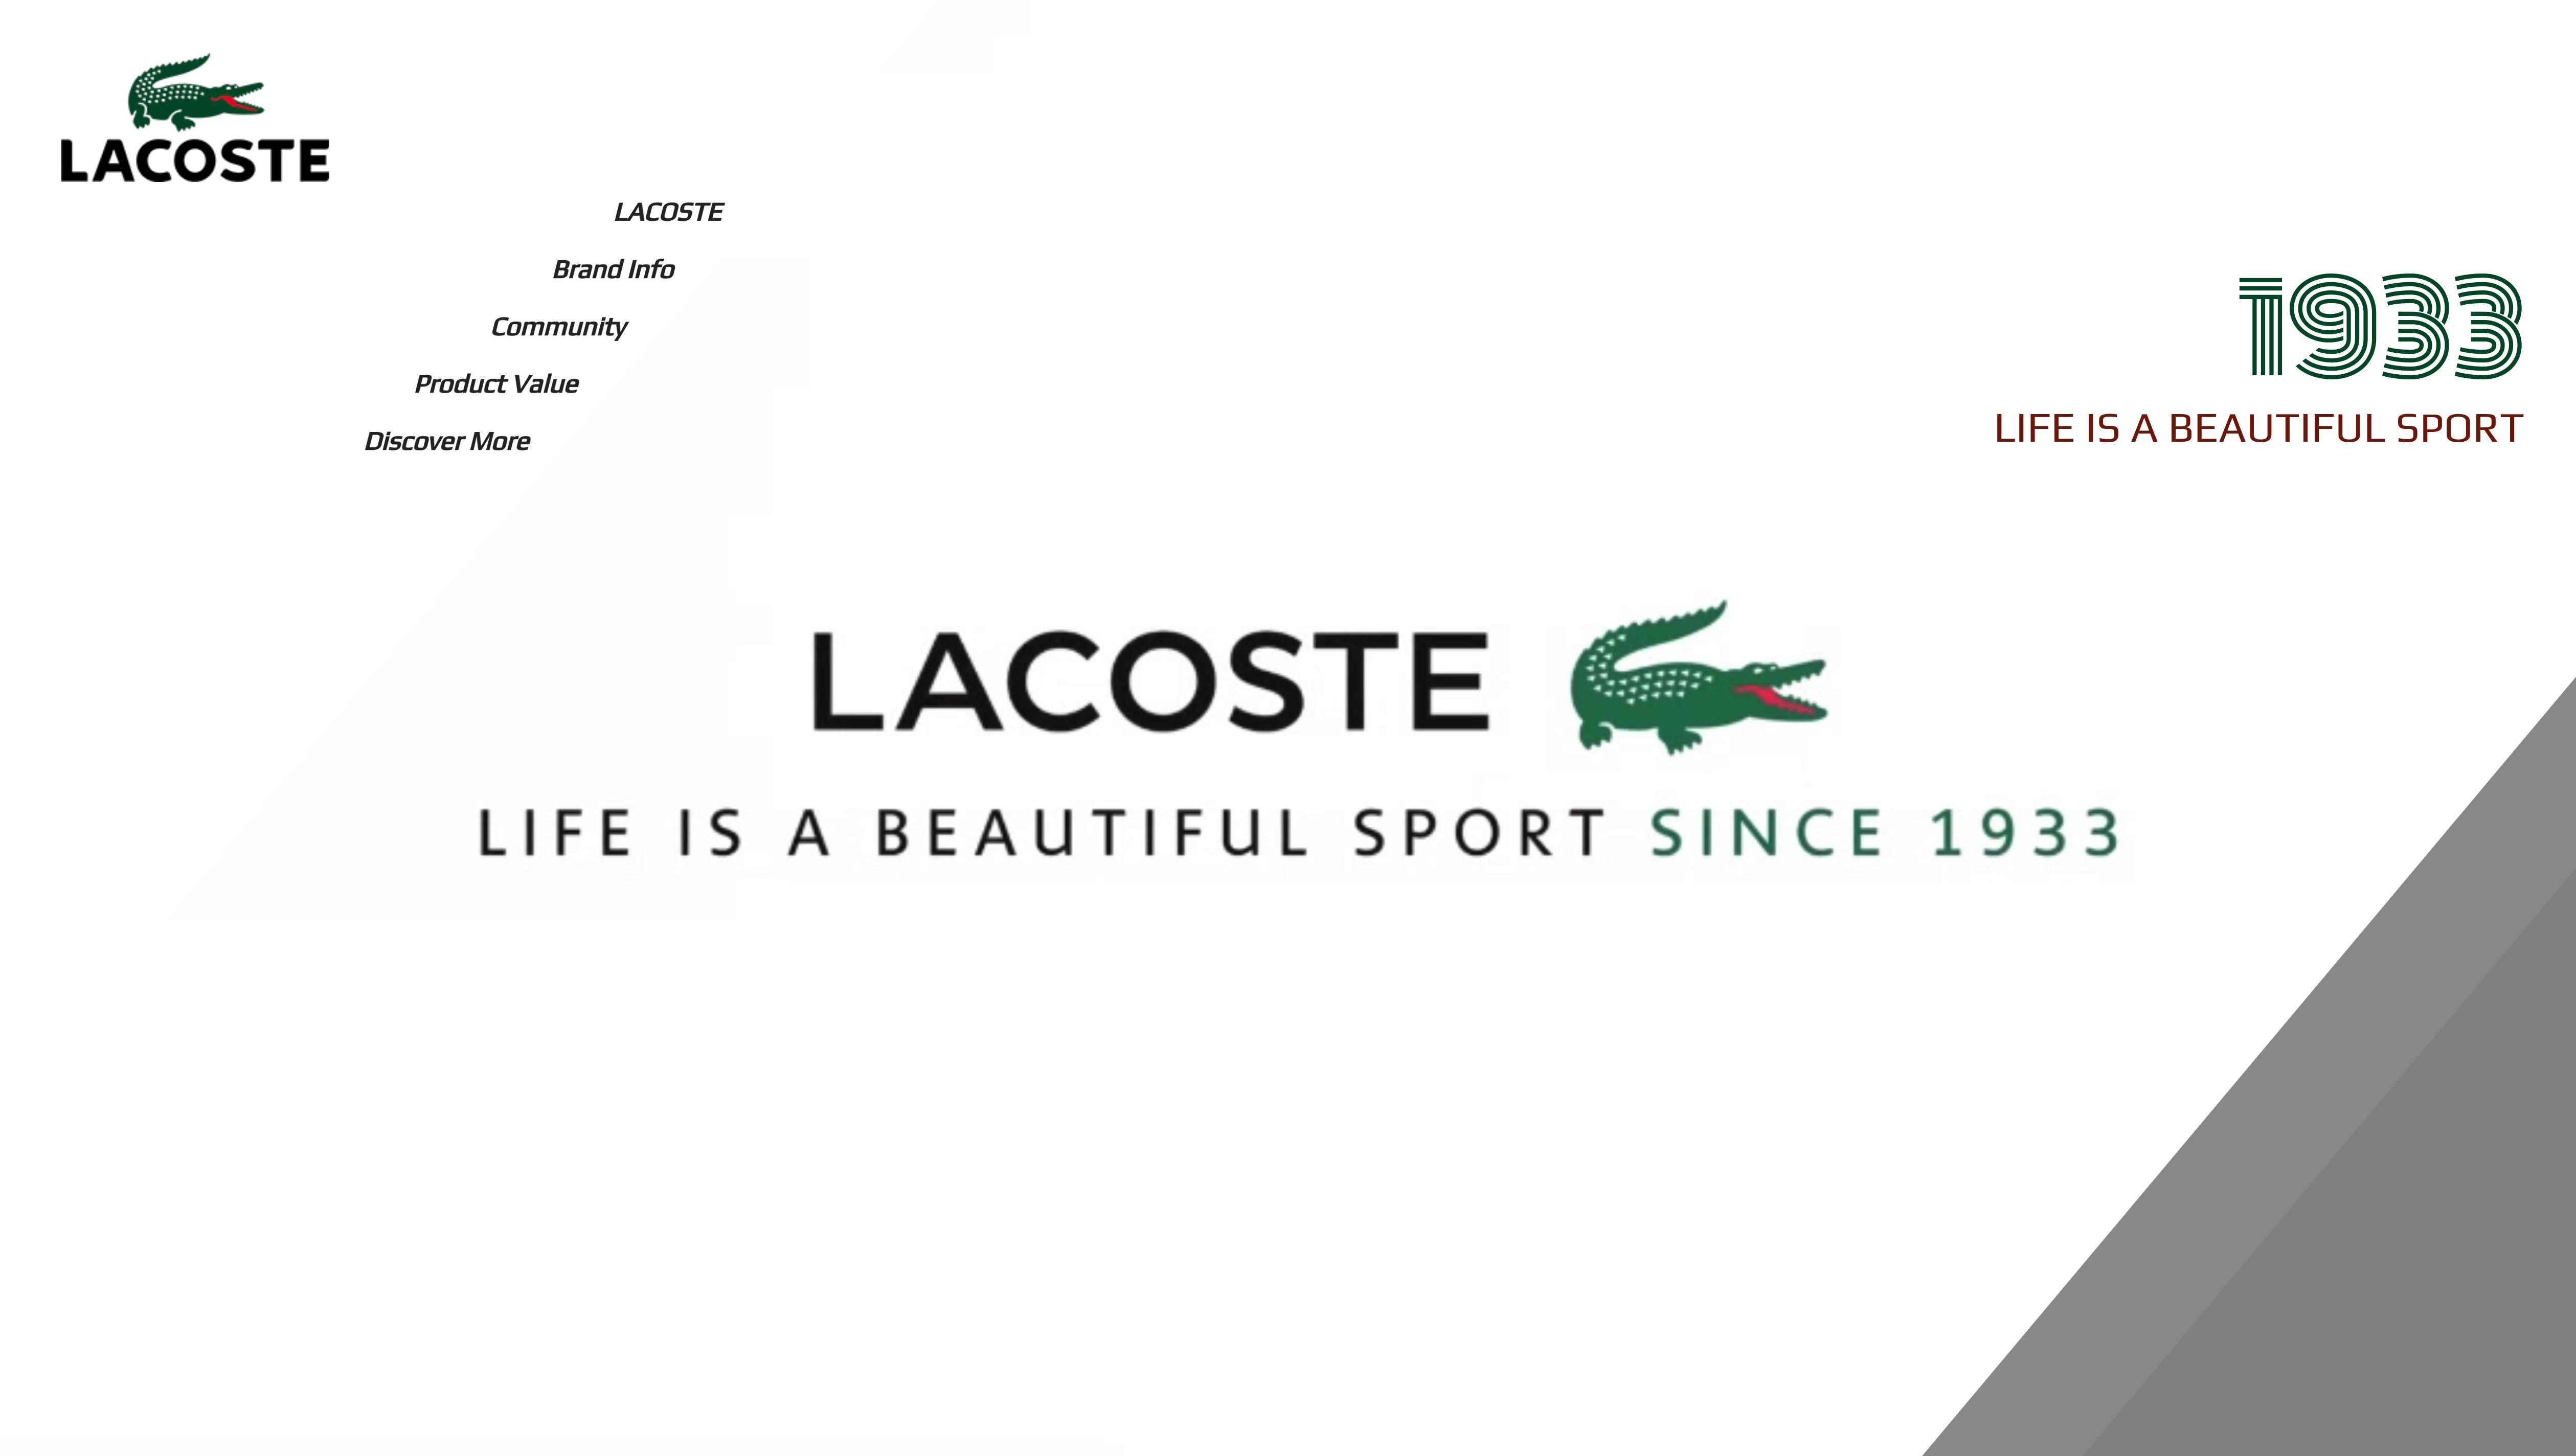 LACOSTE
LACOSTE
Brand Info
Community
Product Value
Discover More
1933
LIFE IS A BEAUTIFUL SPORT
LACOSTE
LIFE IS A BEAUTIFUL SPORT SINCE 1933